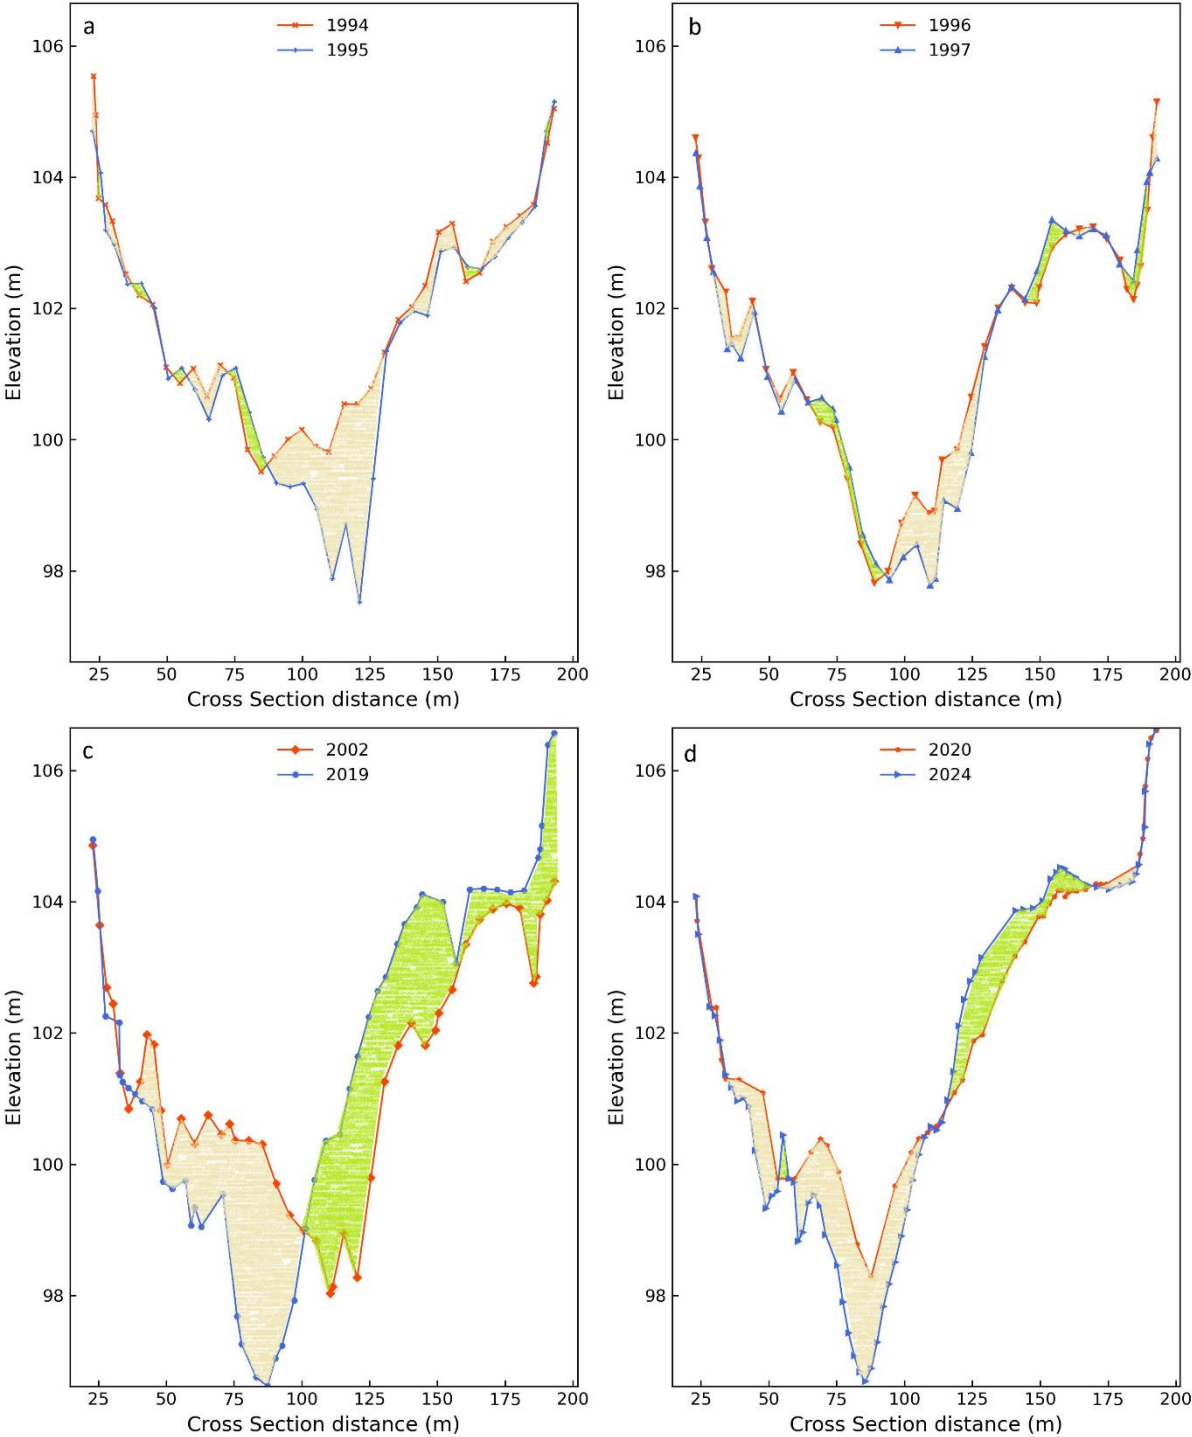 a
1994
1995
106
104
102
100
98
Elevation (m)
25 50 75 100 125 150 175 200
Cross Section distance (m)
b
1996
1997
106
104
102
100
98
Elevation (m)
25 50 75 100 125 150 175 200
Cross Section distance (m)
c
2002
2019
106
104
102
100
98
Elevation (m)
25 50 75 100 125 150 175 200
Cross Section distance (m)
d
2020
2024
106
104
102
100
98
Elevation (m)
25 50 75 100 125 150 175 200
Cross Section distance (m)